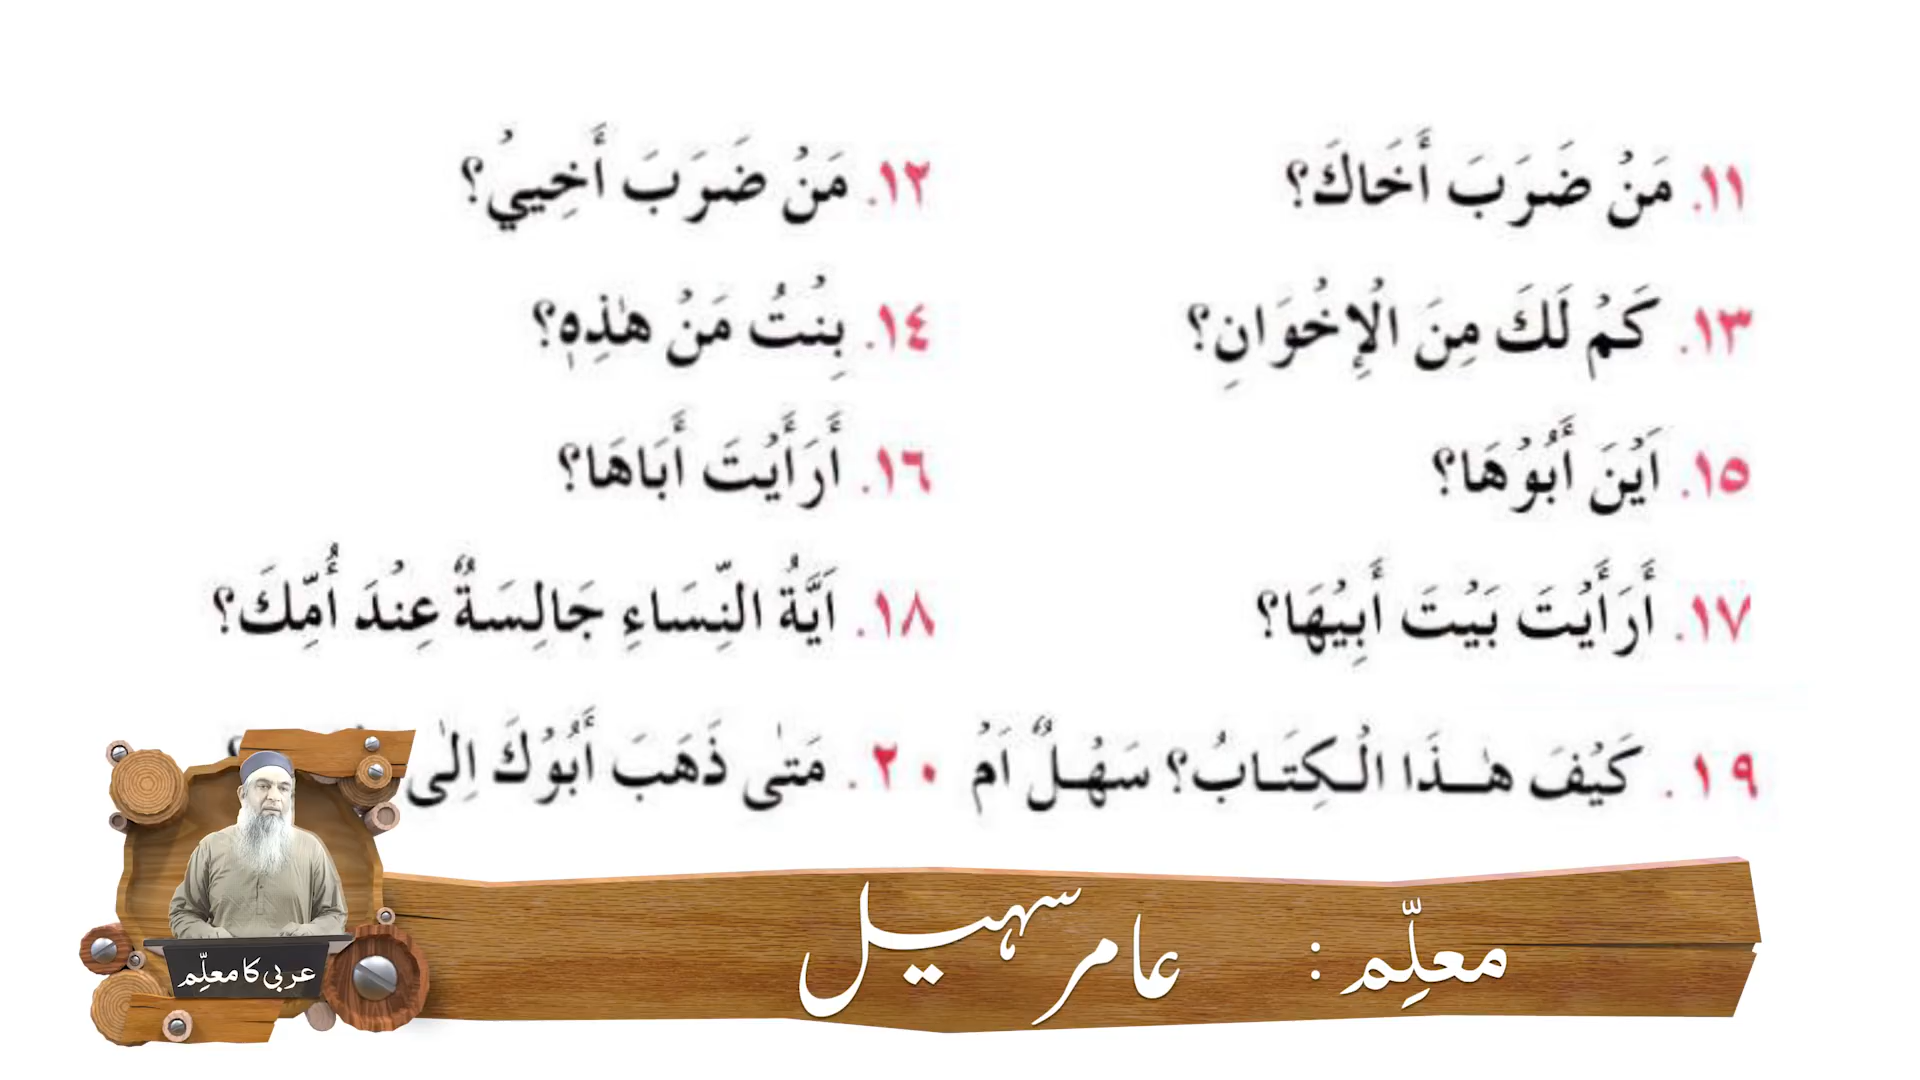 ١١. مَنْ ضَرَبَ أَخَاكَ؟ ١٢. مَنْ ضَرَبَ أَخِييْ؟
١٣. كَمْ لَكَ مِنَ الْإِخْوَانِ؟ ١٤. بِنْتُ مَنْ هٰذِهٖ؟
١٥. اَيْنَ أَبُوْهَا؟ ١٦. أَرَأَيْتَ أَبَاهَا؟
١٧. أَرَأَيْتَ بَيْتَ أَبِيْهَا؟ ١٨. اَيَّةُ النِّسَاءِ جَالِسَةٌ عِنْدَ أُمِّكَ؟
١٩. كَيْفَ هٰذَا الْكِتَابُ؟ سَهْلٌ اَمْ ٢٠. مَتٰى ذَهَبَ أَبُوْكَ اِلٰى
معلِّم : عامر سہیل
عربی کا معلِّم